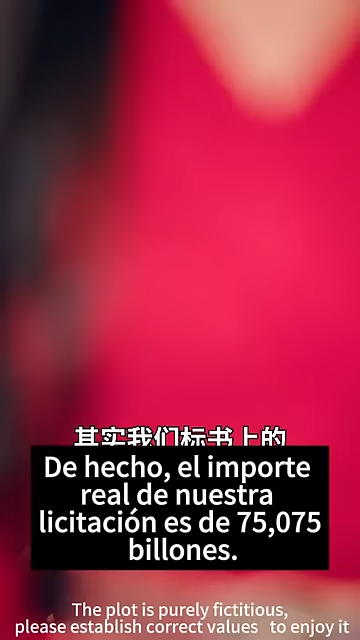 其实我们标书上的
De hecho, el importe
real de nuestra
licitación es de 75,075
billones.
The plot is purely fictitious,
please establish correct values to enjoy it